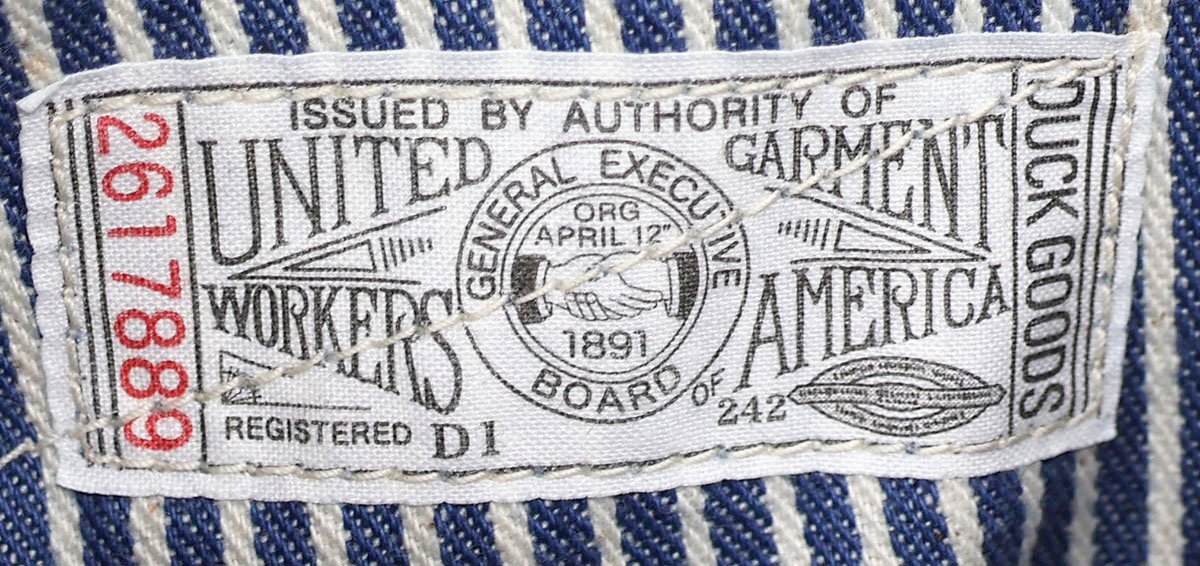 2617889
ISSUED BY AUTHORITY OF
UNITED
GARMENT
WORKERS
OF
AMERICA
GENERAL EXECUTIVE
BOARD
ORG
APRIL 12"
1891
REGISTERED D1
242
DUCK GOODS